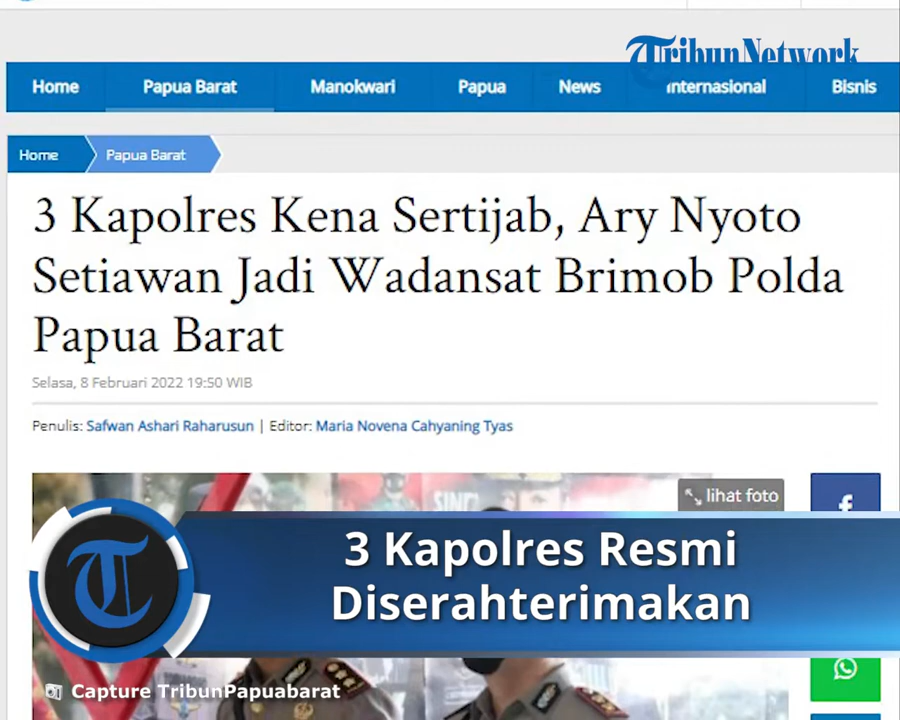 TribunNetwork
Home Papua Barat Manokwari Papua News Internasional Bisnis
Home Papua Barat
3 Kapolres Kena Sertijab, Ary Nyoto
Setiawan Jadi Wadansat Brimob Polda
Papua Barat
Selasa, 8 Februari 2022 19:50 WIB
Penulis: Safwan Ashari Raharusun | Editor: Maria Novena Cahyaning Tyas
lihat foto
3 Kapolres Resmi
Diserahterimakan
Capture TribunPapuabarat